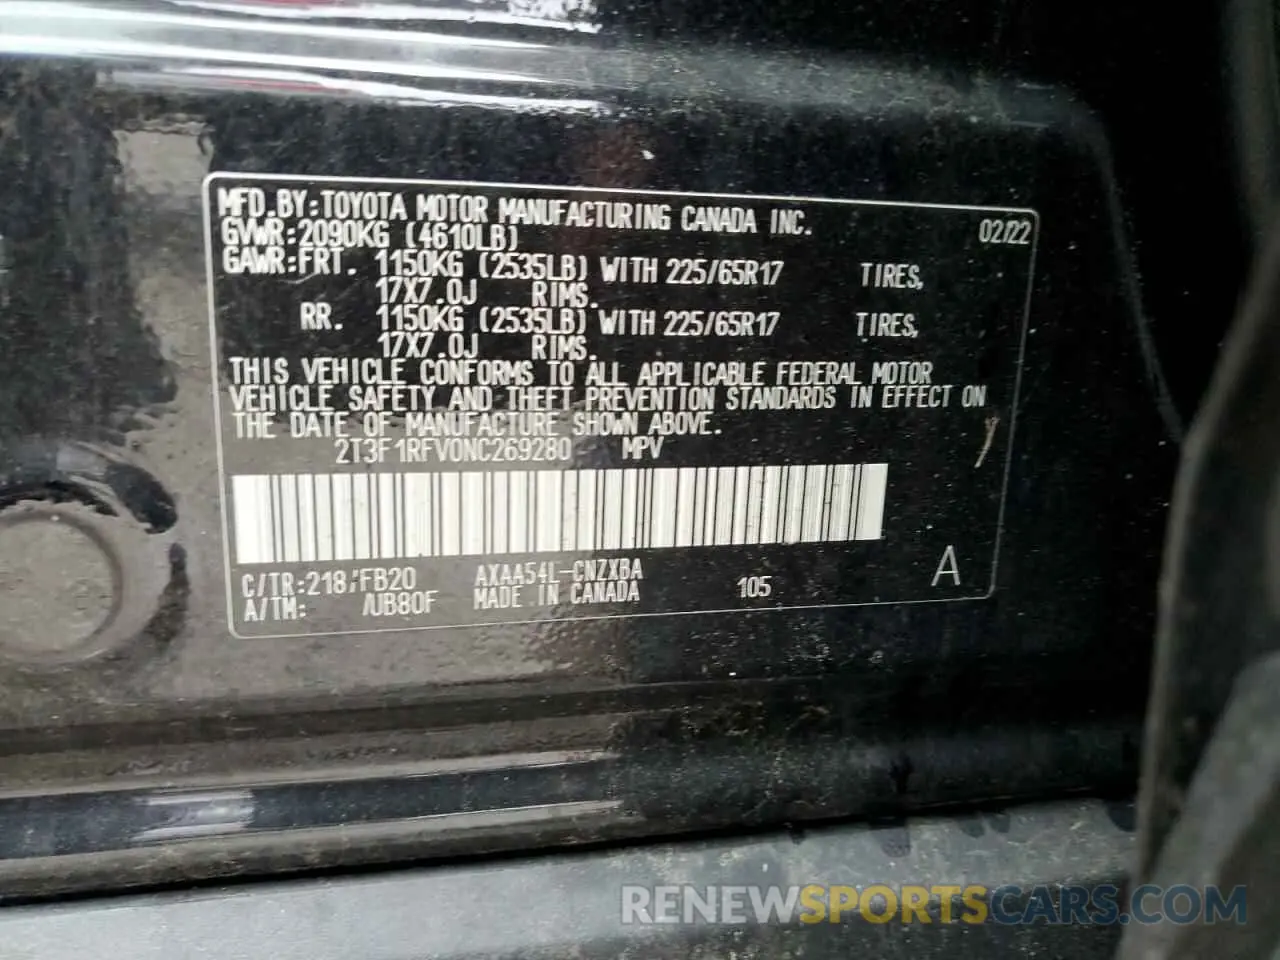 MFD.BY:TOYOTA MOTOR MANUFACTURING CANADA INC. 02/22
GVWR:2090KG (4610LB)
GAWR:FRT. 1150KG (2535LB) WITH 225/65R17 TIRES,
17X7.0J RIMS.
RR. 1150KG (2535LB) WITH 225/65R17 TIRES,
17X7.0J RIMS.
THIS VEHICLE CONFORMS TO ALL APPLICABLE FEDERAL MOTOR
VEHICLE SAFETY AND THEFT PREVENTION STANDARDS IN EFFECT ON
THE DATE OF MANUFACTURE SHOWN ABOVE.
2T3F1RFV0NC269280 MPV
C/TR:218/FB20 AXAA54L-CNZXBA 105 A
A/TM: /UB80F MADE IN CANADA
RENEWSPORTSCARS.COM